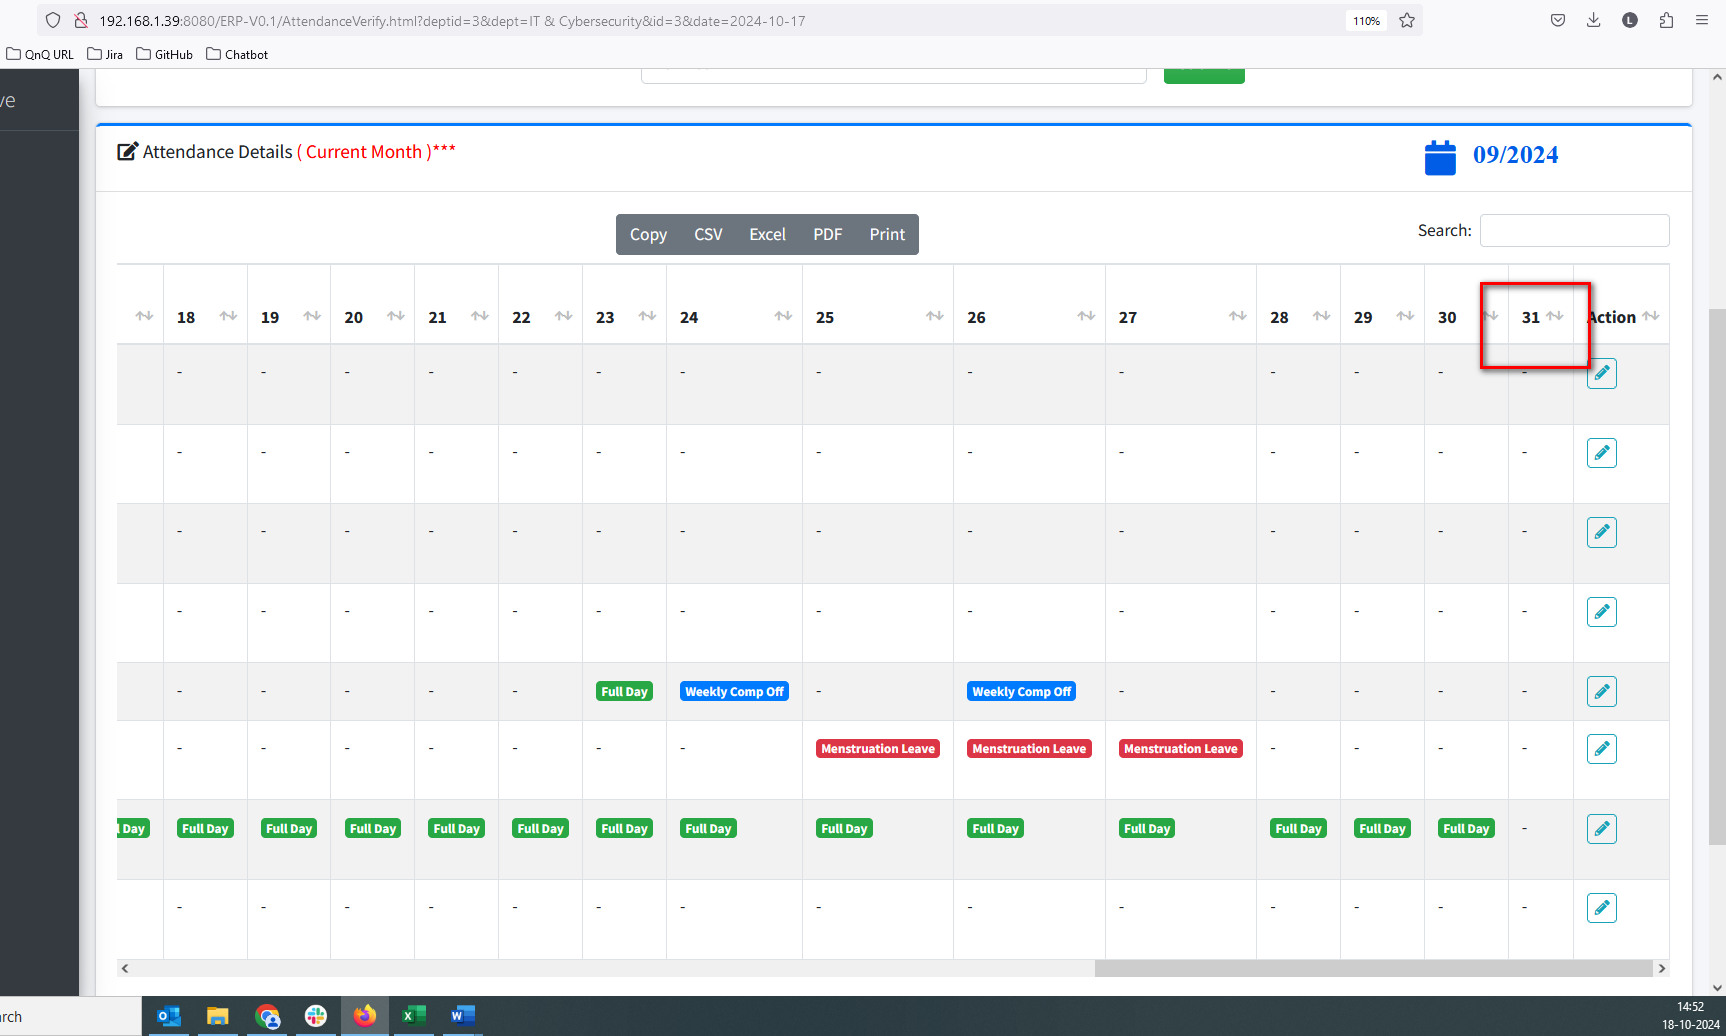 192.168.1.39:8080/ERP-V0.1/AttendanceVerify.html?deptid=3&dept=IT & Cybersecurity&id=3&date=2024-10-17 110% L
QnQ URL Jira GitHub Chatbot
ve
Attendance Details ( Current Month )*** 09/2024
Copy CSV Excel PDF Print Search:
18 19 20 21 22 23 24 25 26 27 28 29 30 31 Action
- - - - - - - - - - - - - -
- - - - - - - - - - - - - -
- - - - - - - - - - - - - -
- - - - - - - - - - - - - -
- - - - - Full Day Weekly Comp Off - Weekly Comp Off - - - - -
- - - - - - - Menstruation Leave Menstruation Leave Menstruation Leave - - - -
l Day Full Day Full Day Full Day Full Day Full Day Full Day Full Day Full Day Full Day Full Day Full Day Full Day Full Day -
- - - - - - - - - - - - - -
rch 14:52
18-10-2024